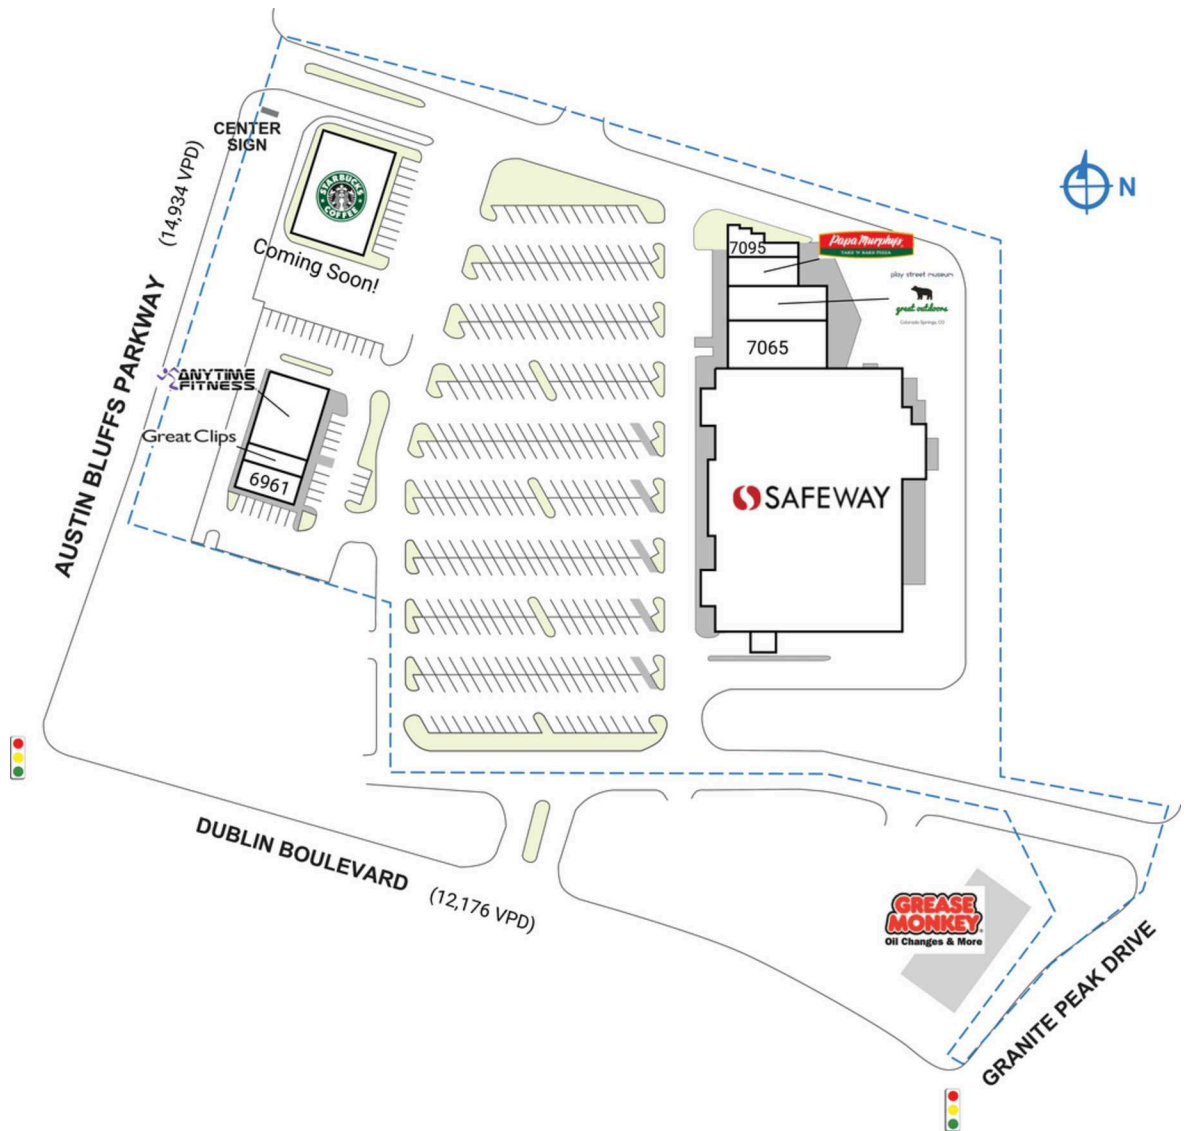 CENTER
SIGN
(14,934 VPD)
STARBUCKS
COFFEE
Coming Soon!
N
7095
Papa Murphy's
TAKE 'N' BAKE PIZZA
play street museum
great outdoors
Colorado Springs, CO
7065
AUSTIN BLUFFS PARKWAY
ANYTIME
FITNESS
Great Clips
6961
SAFEWAY
DUBLIN BOULEVARD
(12,176 VPD)
GREASE
MONKEY
Oil Changes & More
GRANITE PEAK DRIVE